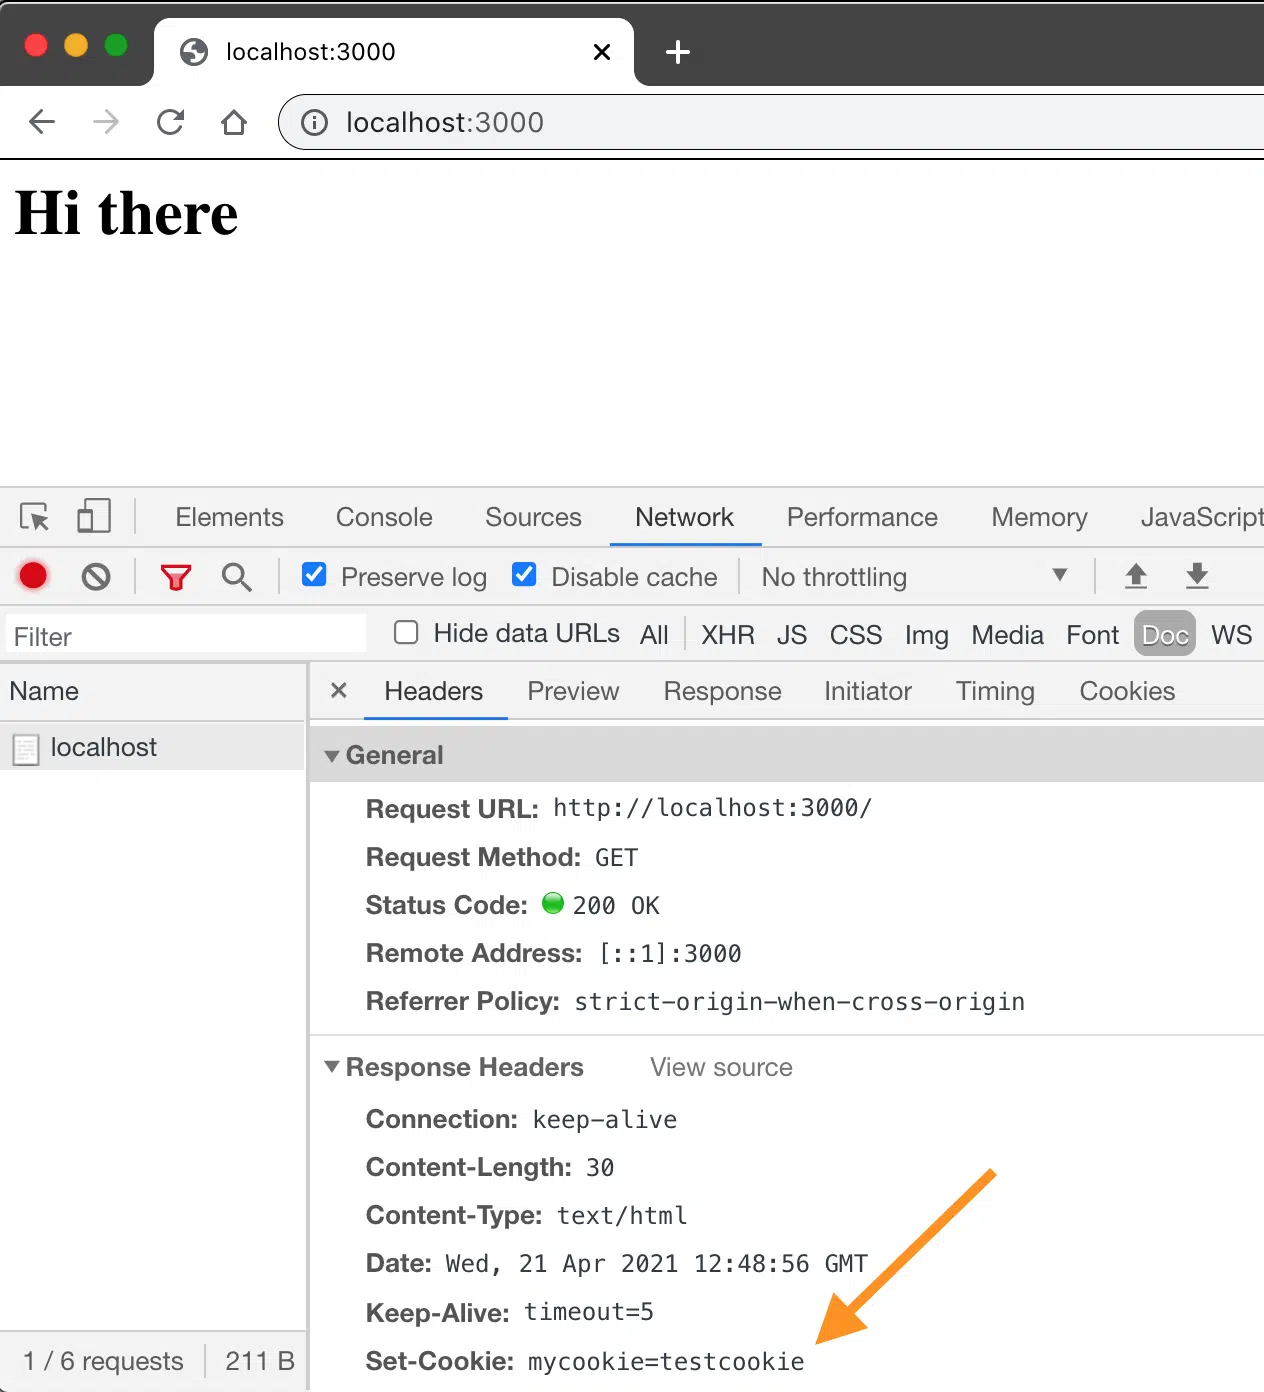 localhost:3000
localhost:3000
Hi there
Elements Console Sources Network Performance Memory JavaScript
Preserve log Disable cache No throttling
Filter Hide data URLs All XHR JS CSS Img Media Font Doc WS
Name Headers Preview Response Initiator Timing Cookies
localhost
General
Request URL: http://localhost:3000/
Request Method: GET
Status Code: 200 OK
Remote Address: [::1]:3000
Referrer Policy: strict-origin-when-cross-origin
Response Headers View source
Connection: keep-alive
Content-Length: 30
Content-Type: text/html
Date: Wed, 21 Apr 2021 12:48:56 GMT
Keep-Alive: timeout=5
Set-Cookie: mycookie=testcookie
1 / 6 requests 211 B